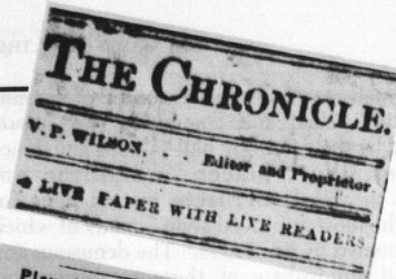 THE CHRONICLE.
V. P. WILSON, . . Editor and Proprietor.
LIVE PAPER WITH LIVE READERS